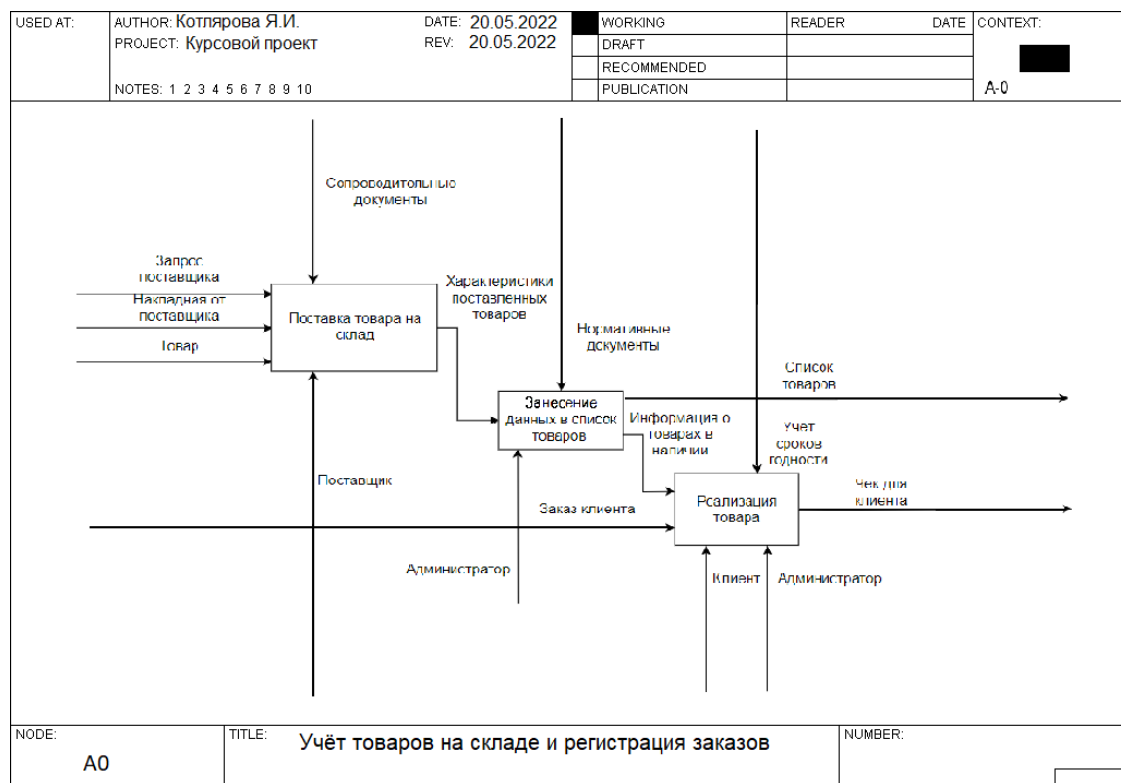 USED AT:
AUTHOR: Котлярова Я.И.
DATE: 20.05.2022
PROJECT: Курсовой проект
REV: 20.05.2022
NOTES: 1 2 3 4 5 6 7 8 9 10
WORKING
DRAFT
RECOMMENDED
PUBLICATION
READER
DATE
CONTEXT:
A-0
Сопроводительные
документы
Запрос
поставщика
Накладная от
поставщика
Товар
Поставка товара на
склад
Характеристики
поставленных
товаров
Нормативные
документы
Список
товаров
Занесение
данных в список
товаров
Информация о
товарах в
наличии
Учет
сроков
годности
Поставщик
Заказ клиента
Реализация
товара
Чек для
клиента
Администратор
Клиент
Администратор
NODE:
A0
TITLE:
Учёт товаров на складе и регистрация заказов
NUMBER: